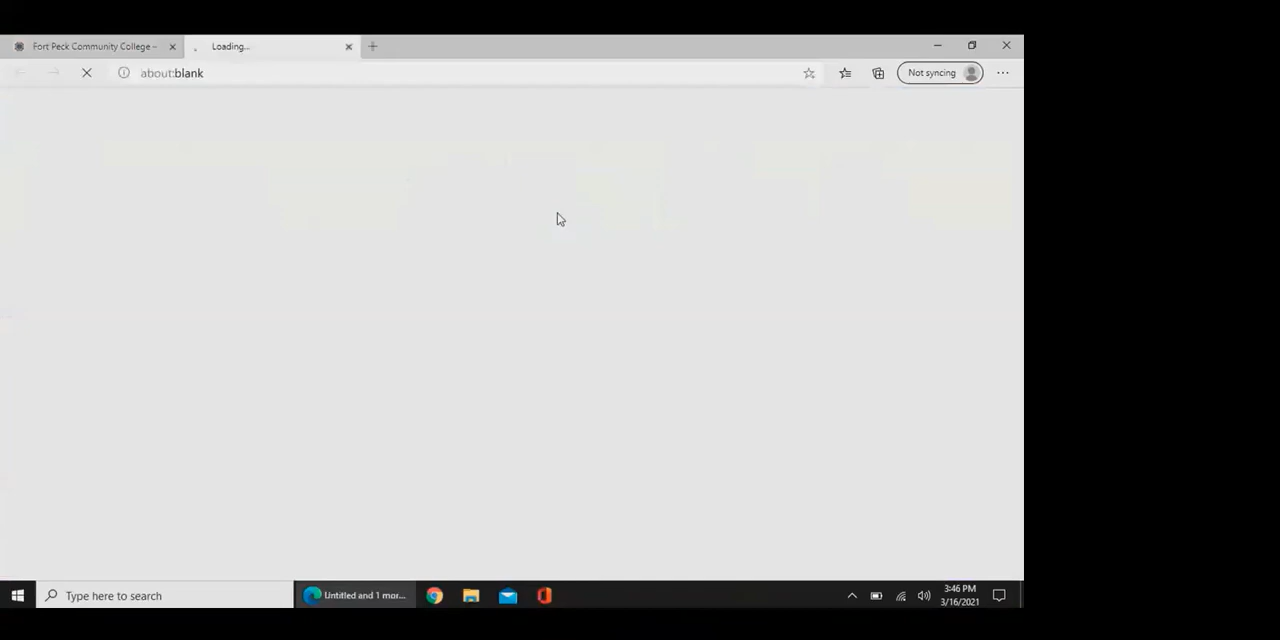 Fort Peck Community College –
Loading...
about:blank
Not syncing
Type here to search
Untitled and 1 mor...
3:46 PM
3/16/2021